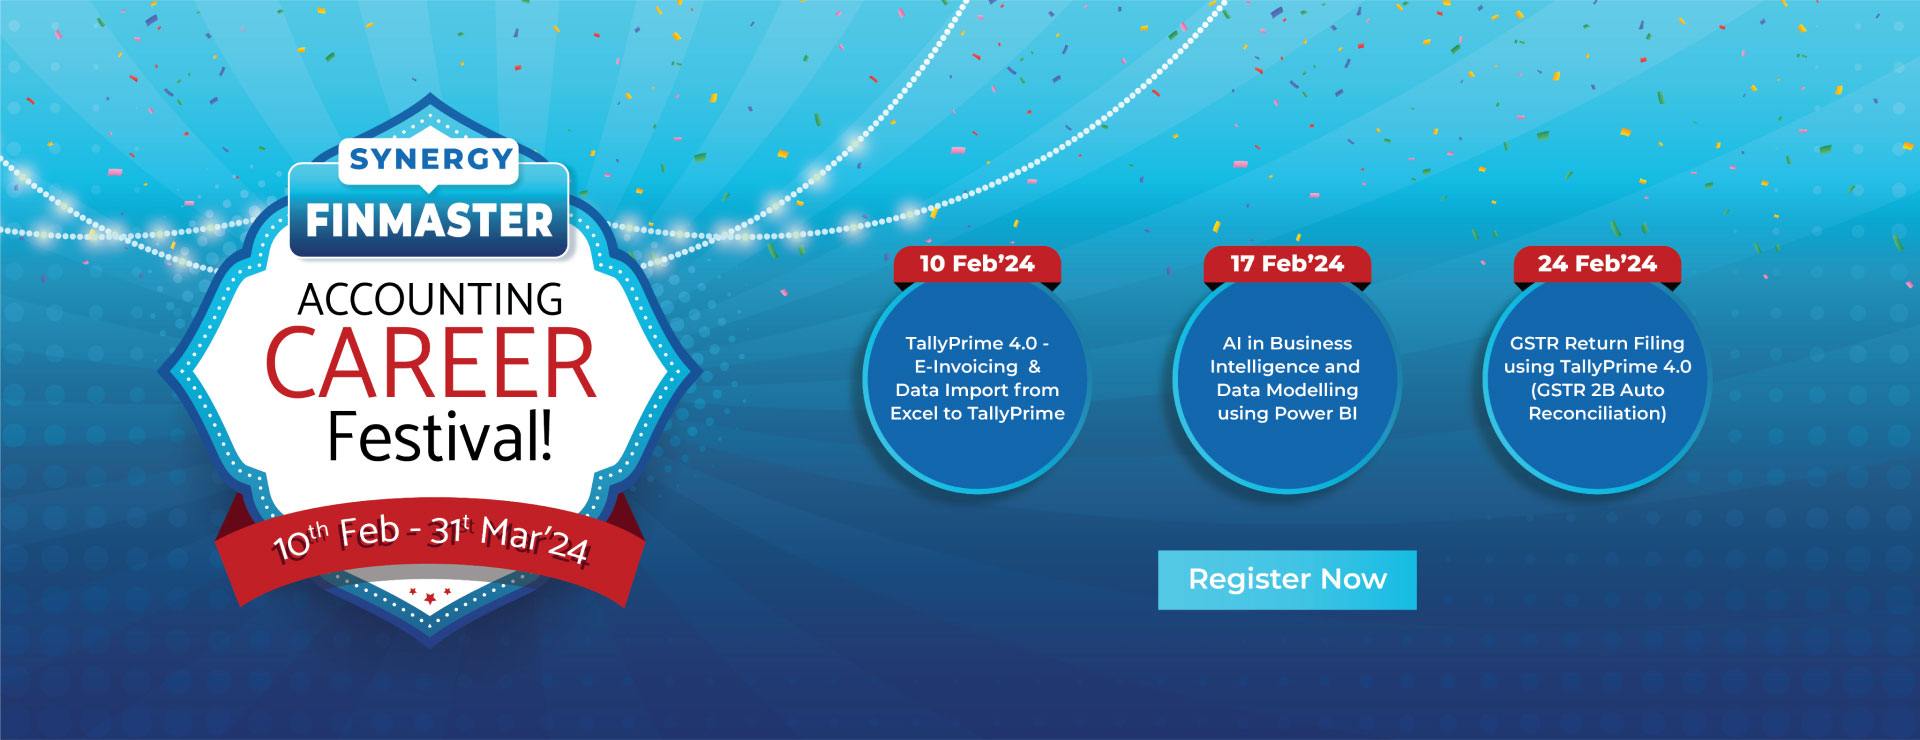 SYNERGY
FINMASTER
ACCOUNTING
CAREER
Festival!
10th Feb - 31st Mar'24
10 Feb’24
TallyPrime 4.0 -
E-Invoicing &
Data Import from
Excel to TallyPrime
17 Feb’24
AI in Business
Intelligence and
Data Modelling
using Power BI
24 Feb’24
GSTR Return Filing
using TallyPrime 4.0
(GSTR 2B Auto
Reconciliation)
Register Now